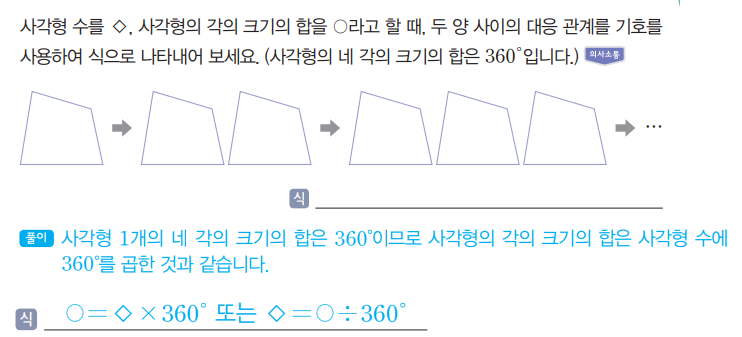 사각형 수를 ◇, 사각형의 각의 크기의 합을 ○라고 할 때, 두 양 사이의 대응 관계를 기호를
사용하여 식으로 나타내어 보세요. (사각형의 네 각의 크기의 합은 360°입니다.) 의사소통
···
식
풀이 사각형 1개의 네 각의 크기의 합은 360°이므로 사각형의 각의 크기의 합은 사각형 수에
360°를 곱한 것과 같습니다.
식 ○=◇×360° 또는 ◇=○÷360°